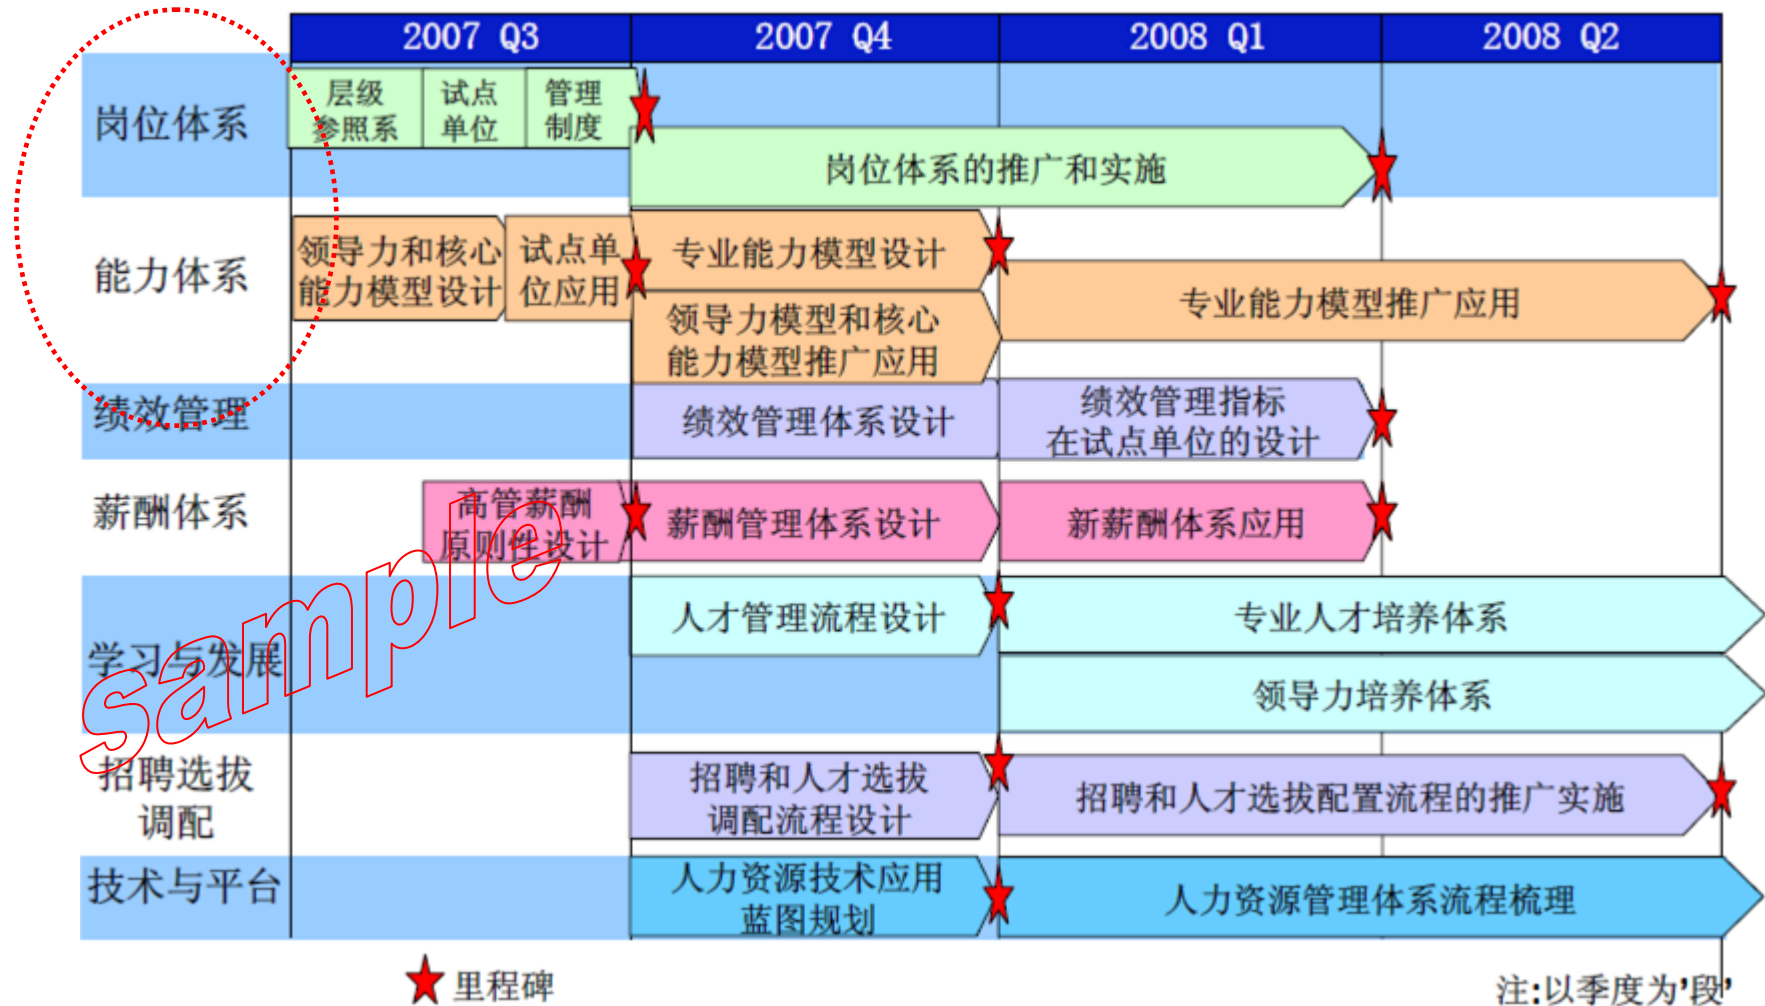 2007 Q3
2007 Q4
2008 Q1
2008 Q2
岗位体系
层级
参照系
试点
单位
管理
制度
岗位体系的推广和实施
能力体系
领导力和核心
能力模型设计
试点单
位应用
专业能力模型设计
领导力模型和核心
能力模型推广应用
专业能力模型推广应用
绩效管理
绩效管理体系设计
绩效管理指标
在试点单位的设计
薪酬体系
高管薪酬
原则性设计
薪酬管理体系设计
新薪酬体系应用
学习与发展
人才管理流程设计
专业人才培养体系
领导力培养体系
sample
招聘选拔
调配
招聘和人才选拔
调配流程设计
招聘和人才选拔配置流程的推广实施
技术与平台
人力资源技术应用
蓝图规划
人力资源管理体系流程梳理
里程碑
注:以季度为'段'